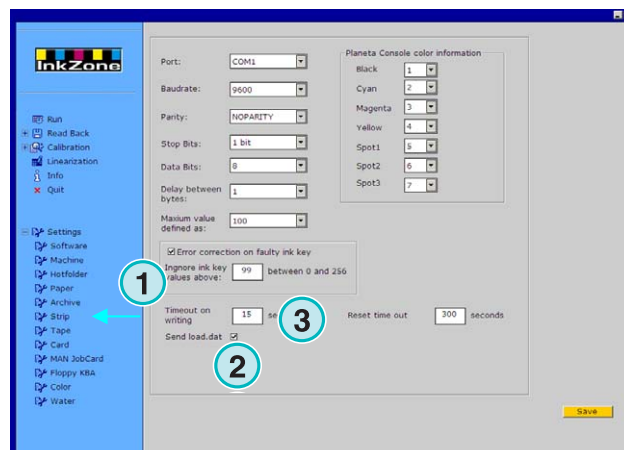 InkZone
Run
Read Back
Calibration
Linearization
Info
Quit
Settings
Software
Machine
Hotfolder
Paper
Archive
Strip
Tape
Card
MAN JobCard
Floppy KBA
Color
Water
1
Port: COM1
Baudrate: 9600
Parity: NOPARITY
Stop Bits: 1 bit
Data Bits: 8
Delay between
bytes: 1
Maxium value
defined as: 100
Error correction on faulty ink key
Ingnore ink key
values above: 99 between 0 and 256
Timeout on
writing 15 se
3
Reset time out 300 seconds
Send load.dat
2
Planeta Console color information
Black 1
Cyan 2
Magenta 3
Yellow 4
Spot1 5
Spot2 6
Spot3 7
Save